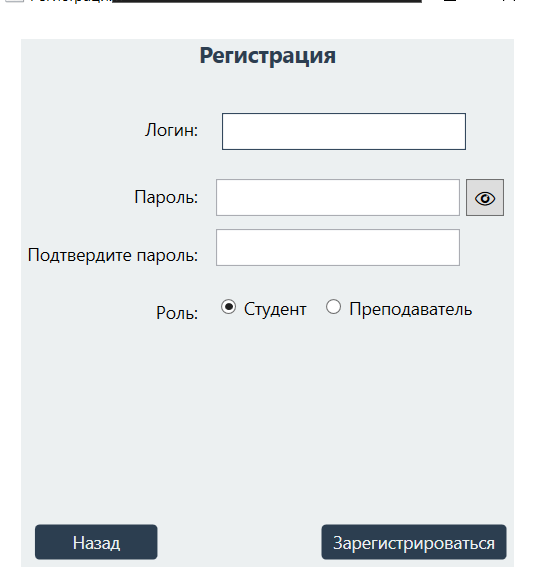 Регистрация
Логин:
Пароль:
Подтвердите пароль:
Роль: Студент Преподаватель
Назад Зарегистрироваться